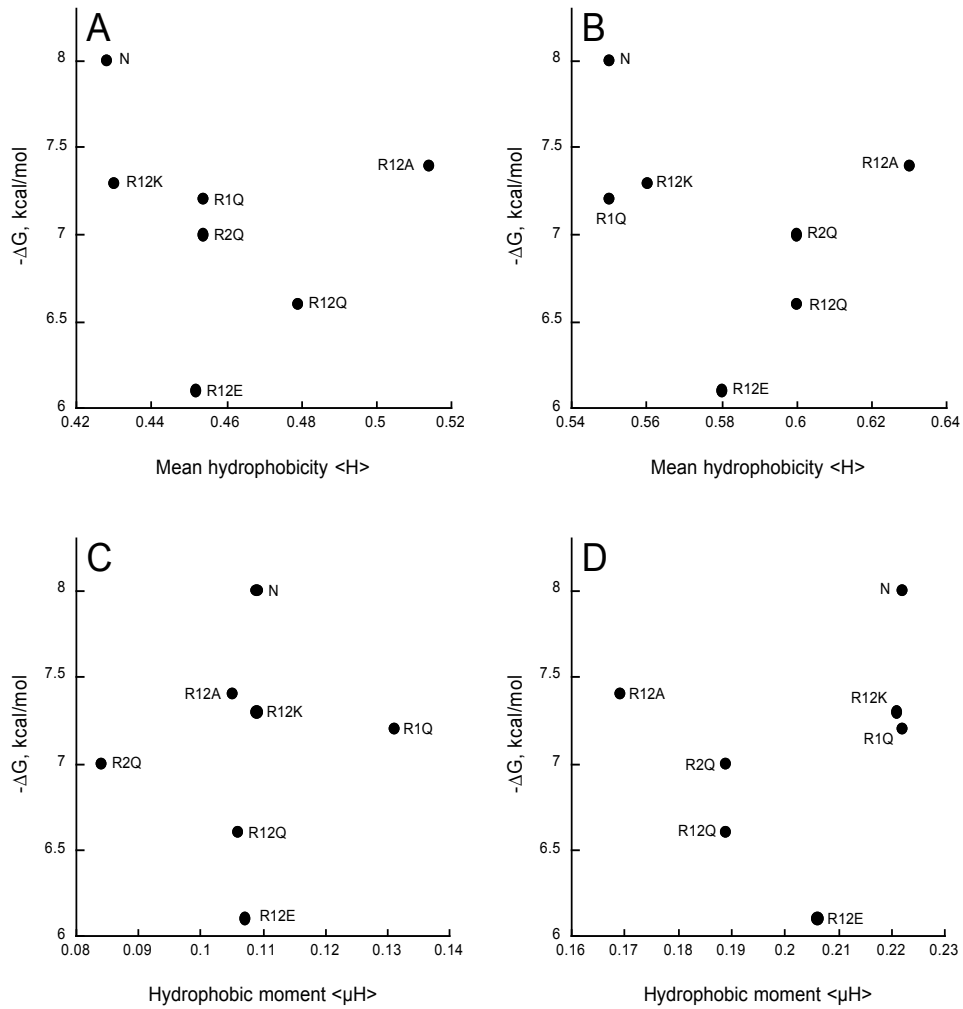 A
8
7.5
7
6.5
6
-ΔG, kcal/mol
N
R12A
R12K
R1Q
R2Q
R12Q
R12E
0.42
0.44
0.46
0.48
0.5
0.52
Mean hydrophobicity <H>
B
8
7.5
7
6.5
6
-ΔG, kcal/mol
N
R12A
R12K
R1Q
R2Q
R12Q
R12E
0.54
0.56
0.58
0.6
0.62
0.64
Mean hydrophobicity <H>
C
8
7.5
7
6.5
6
-ΔG, kcal/mol
N
R12A
R12K
R1Q
R2Q
R12Q
R12E
0.08
0.09
0.1
0.11
0.12
0.13
0.14
Hydrophobic moment <μH>
D
8
7.5
7
6.5
6
-ΔG, kcal/mol
N
R12A
R12K
R1Q
R2Q
R12Q
R12E
0.16
0.17
0.18
0.19
0.2
0.21
0.22
0.23
Hydrophobic moment <μH>